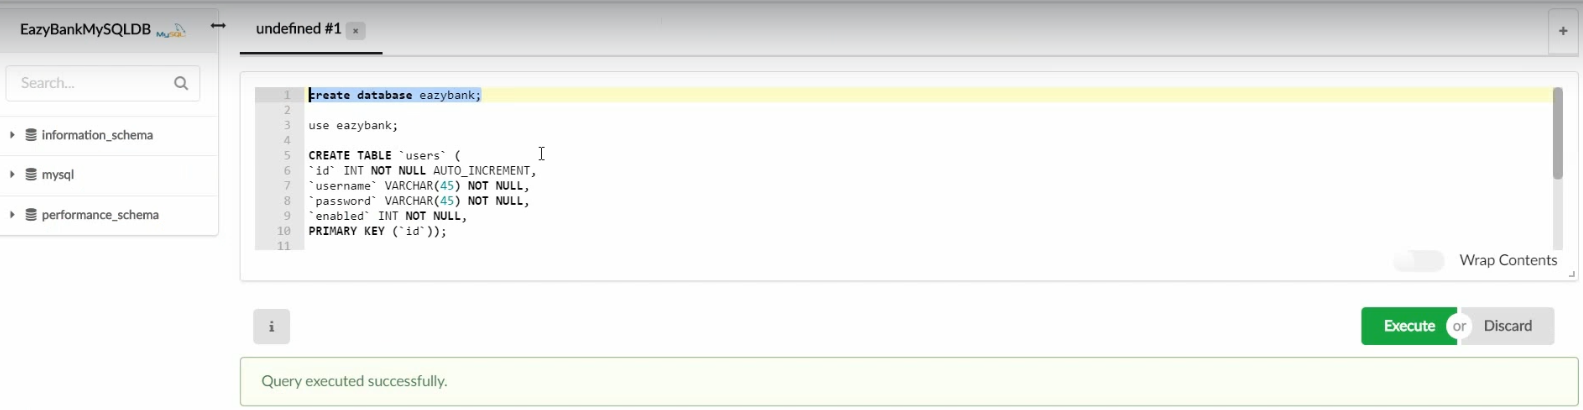 EazyBankMySQLDB MySQL
undefined #1 ×
+
Search...
information_schema
mysql
performance_schema
1 create database eazybank;
2
3 use eazybank;
4
5 CREATE TABLE `users` (
6 `id` INT NOT NULL AUTO_INCREMENT,
7 `username` VARCHAR(45) NOT NULL,
8 `password` VARCHAR(45) NOT NULL,
9 `enabled` INT NOT NULL,
10 PRIMARY KEY (`id`));
11
Wrap Contents
i
Execute or Discard
Query executed successfully.